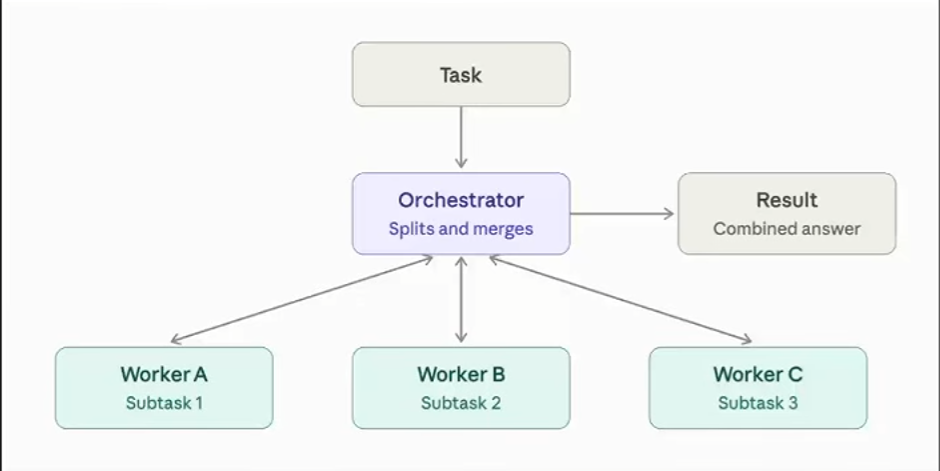 Task
Orchestrator
Splits and merges
Result
Combined answer
Worker A
Subtask 1
Worker B
Subtask 2
Worker C
Subtask 3